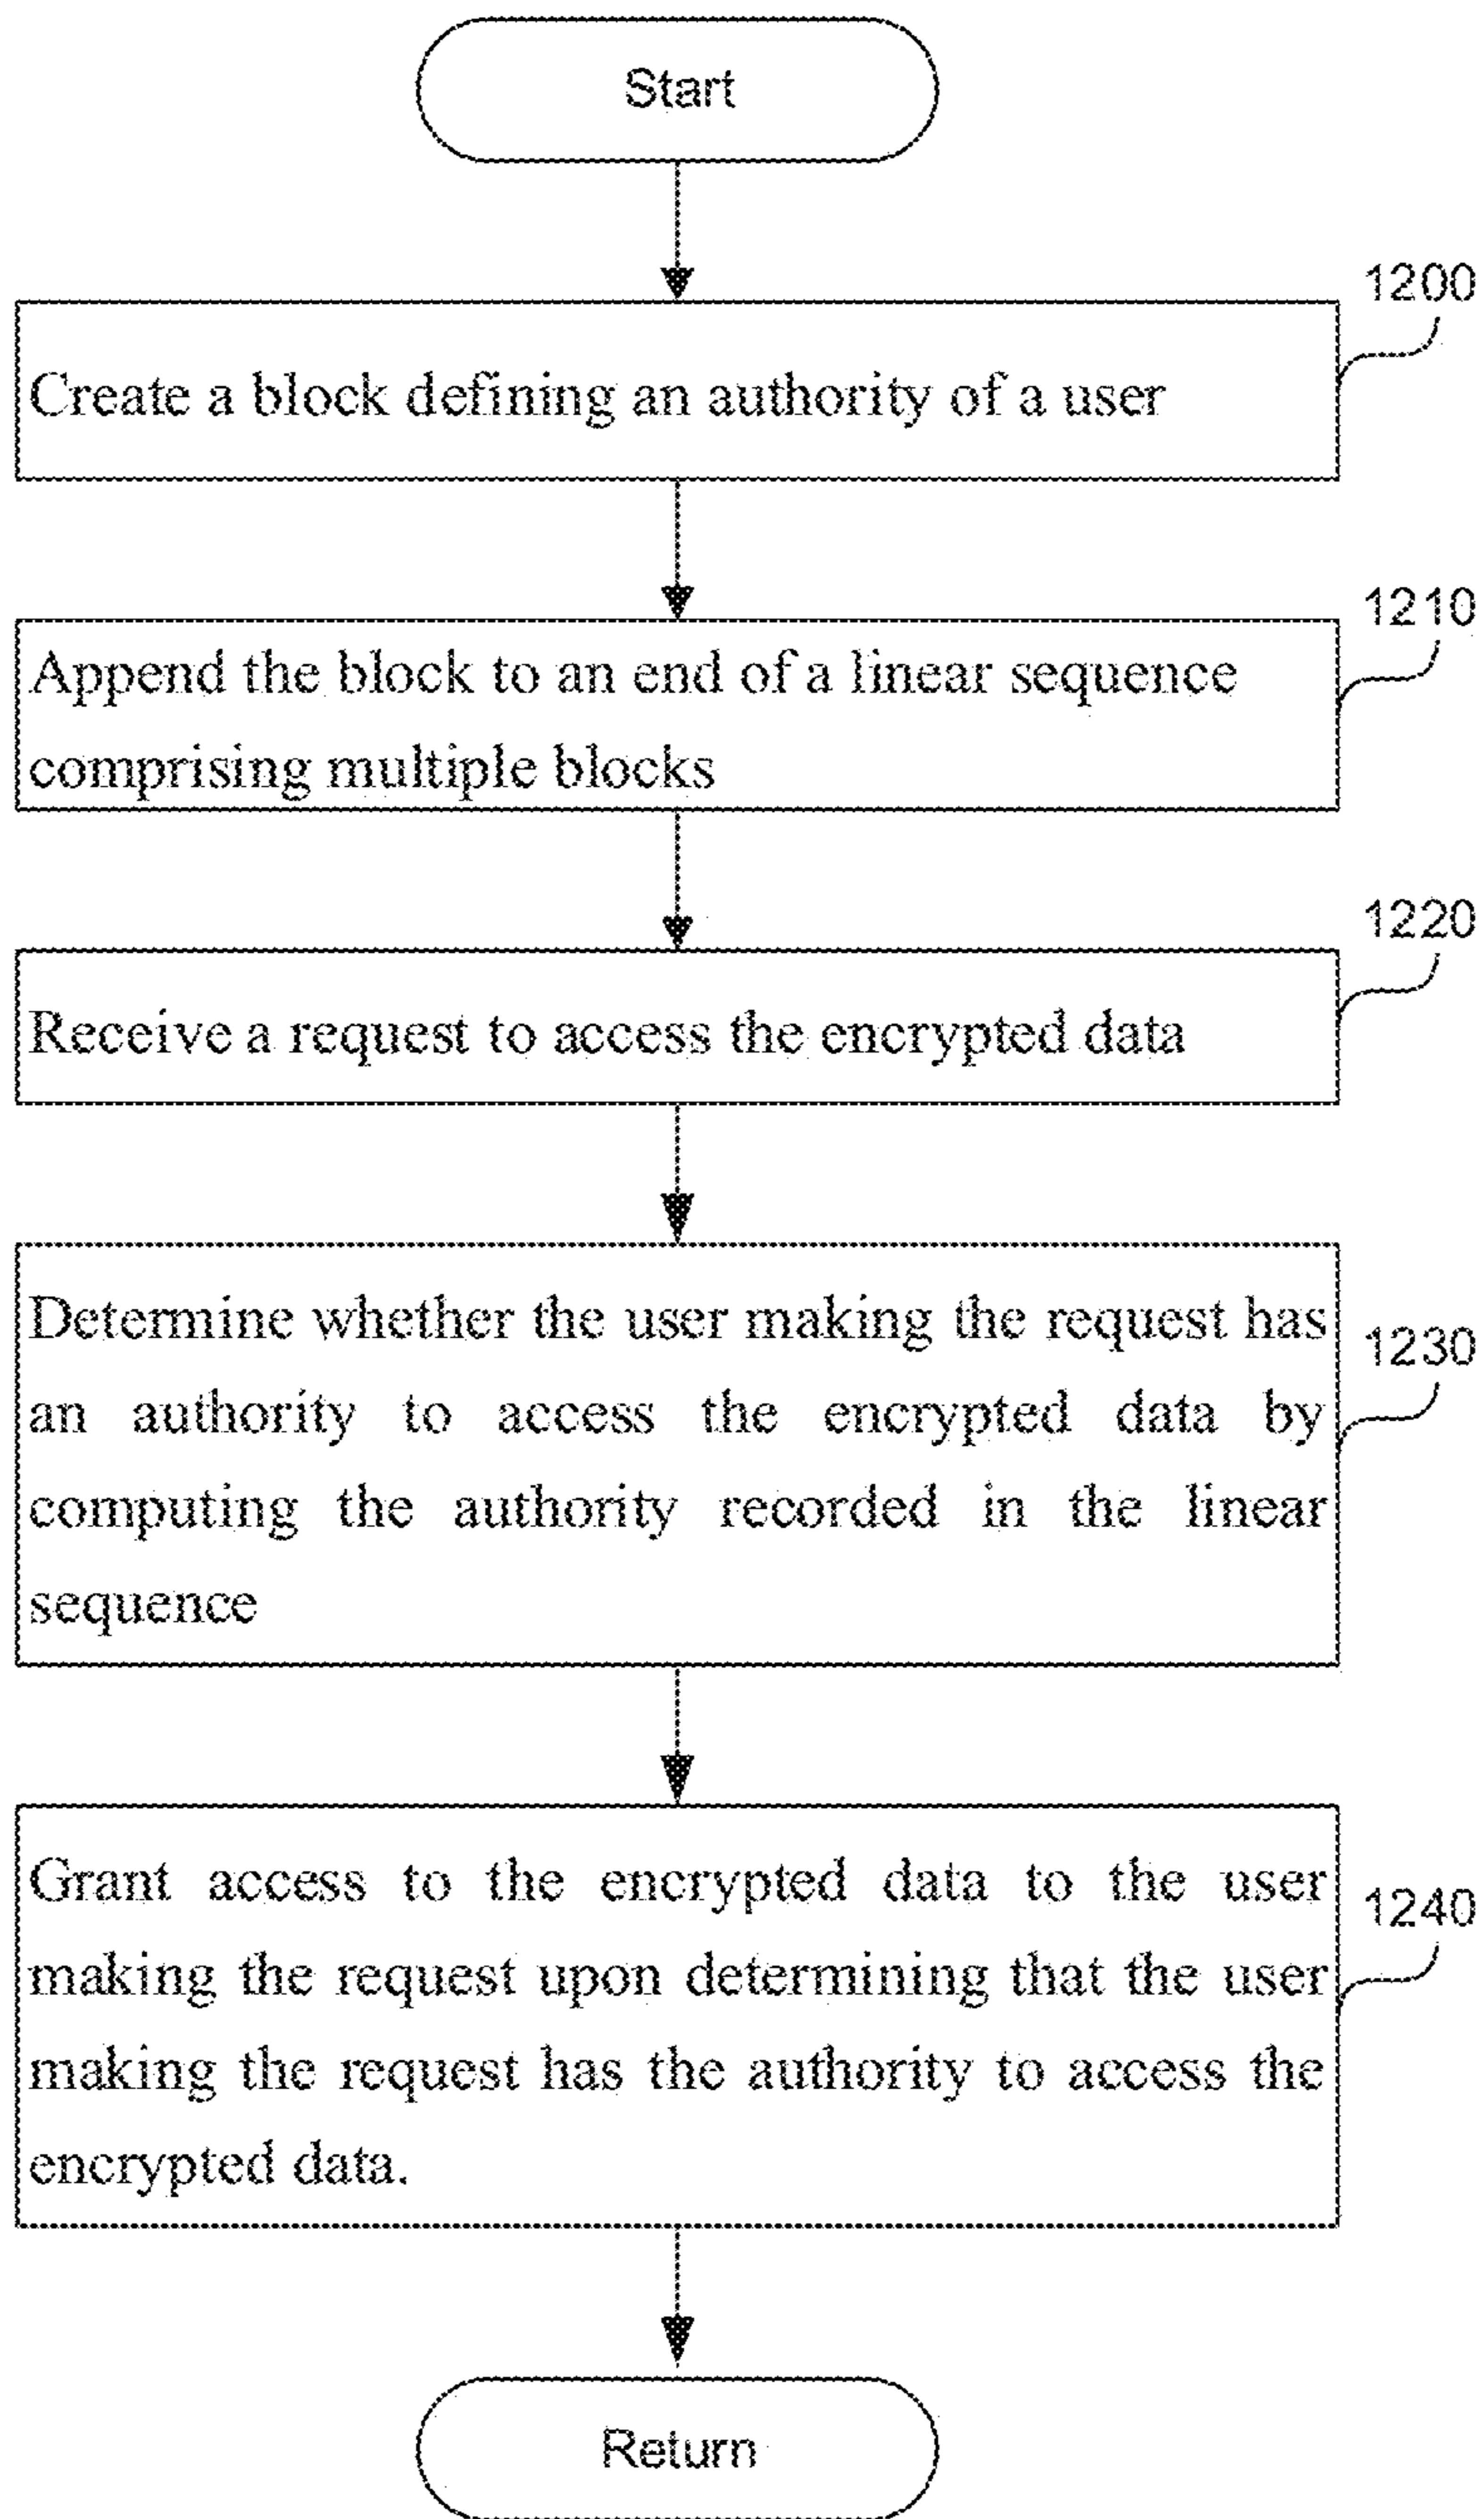 Start
1200
Create a block defining an authority of a user
1210
Append the block to an end of a linear sequence
comprising multiple blocks
1220
Receive a request to access the encrypted data
Determine whether the user making the request has
1230
an authority to access the encrypted data by
computing the authority recorded in the linear
sequence
Grant access to the encrypted data to the user
1240
making the request upon determining that the user
making the request has the authority to access the
encrypted data.
Return